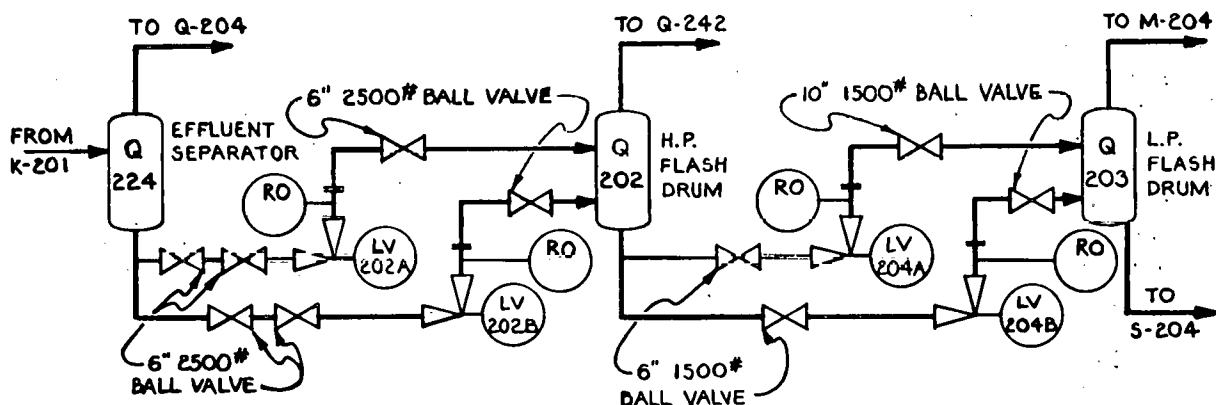 TO Q-204
TO Q-242
TO M-204
6" 2500# BALL VALVE
10" 1500# BALL VALVE
FROM
K-201
Q
224
EFFLUENT
SEPARATOR
Q
202
H.P.
FLASH
DRUM
Q
203
L.P.
FLASH
DRUM
RO
LV
202A
RO
LV
202B
RO
LV
204A
RO
LV
204B
TO
S-204
6" 2500#
BALL VALVE
6" 1500#
BALL VALVE